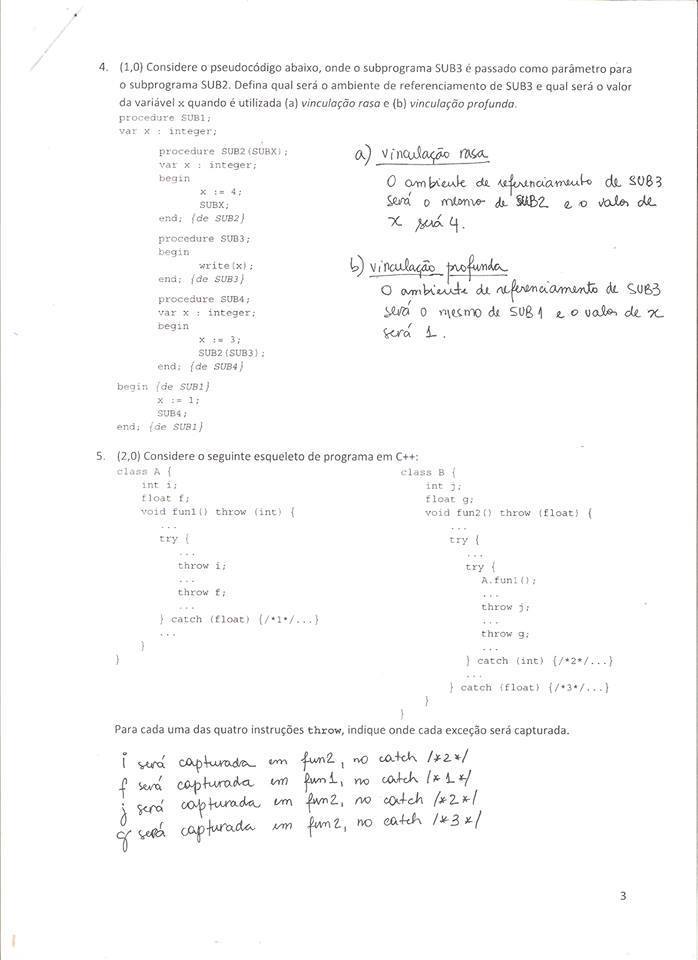 4. (1,0) Considere o pseudocódigo abaixo, onde o subprograma SUB3 é passado como parâmetro para
o subprograma SUB2. Defina qual será o ambiente de referenciamento de SUB3 e qual será o valor
da variável x quando é utilizada (a) vinculação rasa e (b) vinculação profunda.
procedure SUB1;
var x : integer;
procedure SUB2(SUBX);
var x : integer;
begin
x := 4;
SUBX;
end; {de SUB2}
procedure SUB3;
begin
write(x);
end; {de SUB3}
procedure SUB4;
var x : integer;
begin
x := 3;
SUB2(SUB3);
end; {de SUB4}
begin {de SUB1}
x := 1;
SUB4;
end; {de SUB1}
a) vinculação rasa
O ambiente de referenciamento de SUB3
será o mesmo de SUB2 e o valor de
x será 4.
b) vinculação profunda
O ambiente de referenciamento de SUB3
será o mesmo de SUB1 e o valor de x
será 1.
5. (2,0) Considere o seguinte esqueleto de programa em C++:
class A {
int i;
float f;
void fun1() throw (int) {
...
try {
...
throw i;
...
throw f;
...
} catch (float) {/*1*/...}
...
}
}
class B {
int j;
float g;
void fun2() throw (float) {
...
try {
...
try {
A.fun1();
...
throw j;
...
throw g;
...
} catch (int) {/*2*/...}
...
} catch (float) {/*3*/...}
}
}
Para cada uma das quatro instruções throw, indique onde cada exceção será capturada.
i será capturada em fun2, no catch /*2*/
f será capturada em fun1, no catch /*1*/
j será capturada em fun2, no catch /*2*/
g será capturada em fun2, no catch /*3*/
3